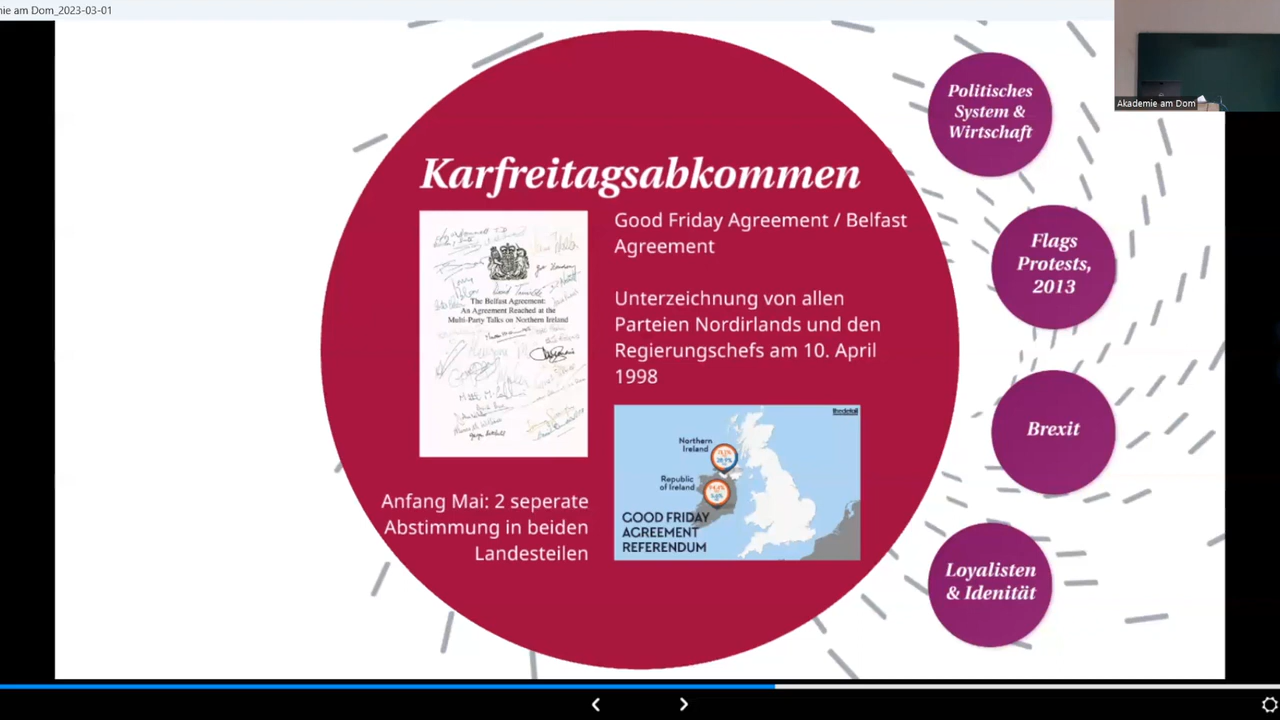 ie am Dom_2023-03-01
Akademie am Dom
Karfreitagsabkommen
The Belfast Agreement:
An Agreement Reached at the
Multi-Party Talks on Northern Ireland
Good Friday Agreement / Belfast
Agreement
Unterzeichnung von allen
Parteien Nordirlands und den
Regierungschefs am 10. April
1998
Anfang Mai: 2 seperate
Abstimmung in beiden
Landesteilen
thedetail
Northern
Ireland
Republic
of Ireland
GOOD FRIDAY
AGREEMENT
REFERENDUM
Politisches
System &
Wirtschaft
Flags
Protests,
2013
Brexit
Loyalisten
& Idenität